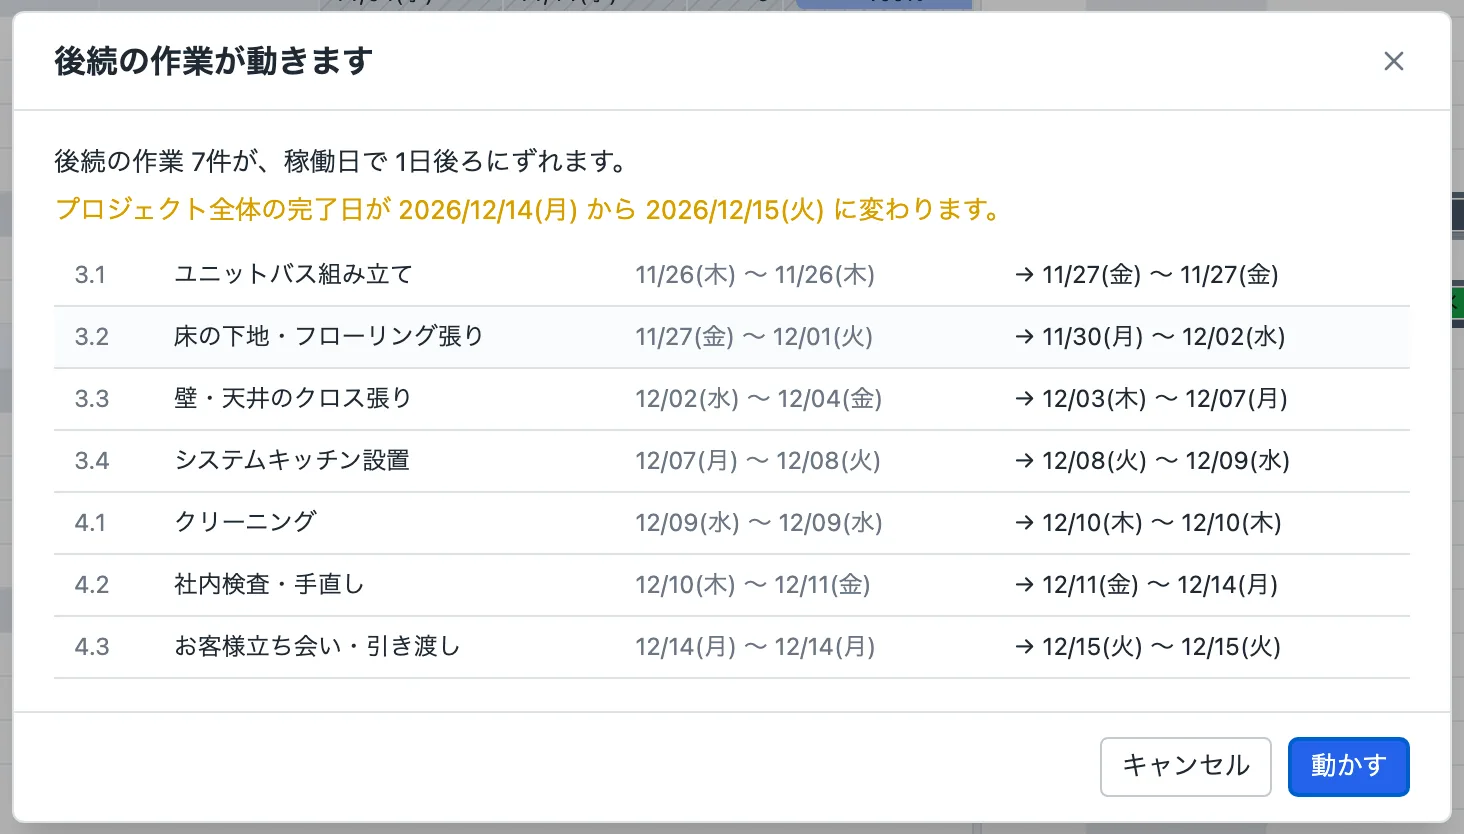 後続の作業が動きます
後続の作業 7件が、稼働日で 1日後ろにずれます。
プロジェクト全体の完了日が 2026/12/14(月) から 2026/12/15(火) に変わります。
3.1 ユニットバス組み立て 11/26(木) 〜 11/26(木) → 11/27(金) 〜 11/27(金)
3.2 床の下地・フローリング張り 11/27(金) 〜 12/01(火) → 11/30(月) 〜 12/02(水)
3.3 壁・天井のクロス張り 12/02(水) 〜 12/04(金) → 12/03(木) 〜 12/07(月)
3.4 システムキッチン設置 12/07(月) 〜 12/08(火) → 12/08(火) 〜 12/09(水)
4.1 クリーニング 12/09(水) 〜 12/09(水) → 12/10(木) 〜 12/10(木)
4.2 社内検査・手直し 12/10(木) 〜 12/11(金) → 12/11(金) 〜 12/14(月)
4.3 お客様立ち会い・引き渡し 12/14(月) 〜 12/14(月) → 12/15(火) 〜 12/15(火)
キャンセル 動かす